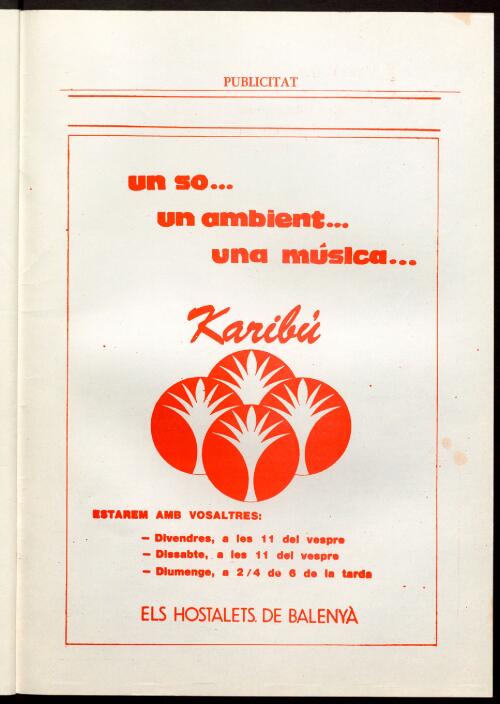 PUBLICITAT
un so...
un ambient...
una música...
Karibú
ESTAREM AMB VOSALTRES:
— Divendres, a les 11 del vespre
— Dissabte, a les 11 del vespre
— Diumenge, a 2/4 de 6 de la tarda
ELS HOSTALETS. DE BALENYÀ